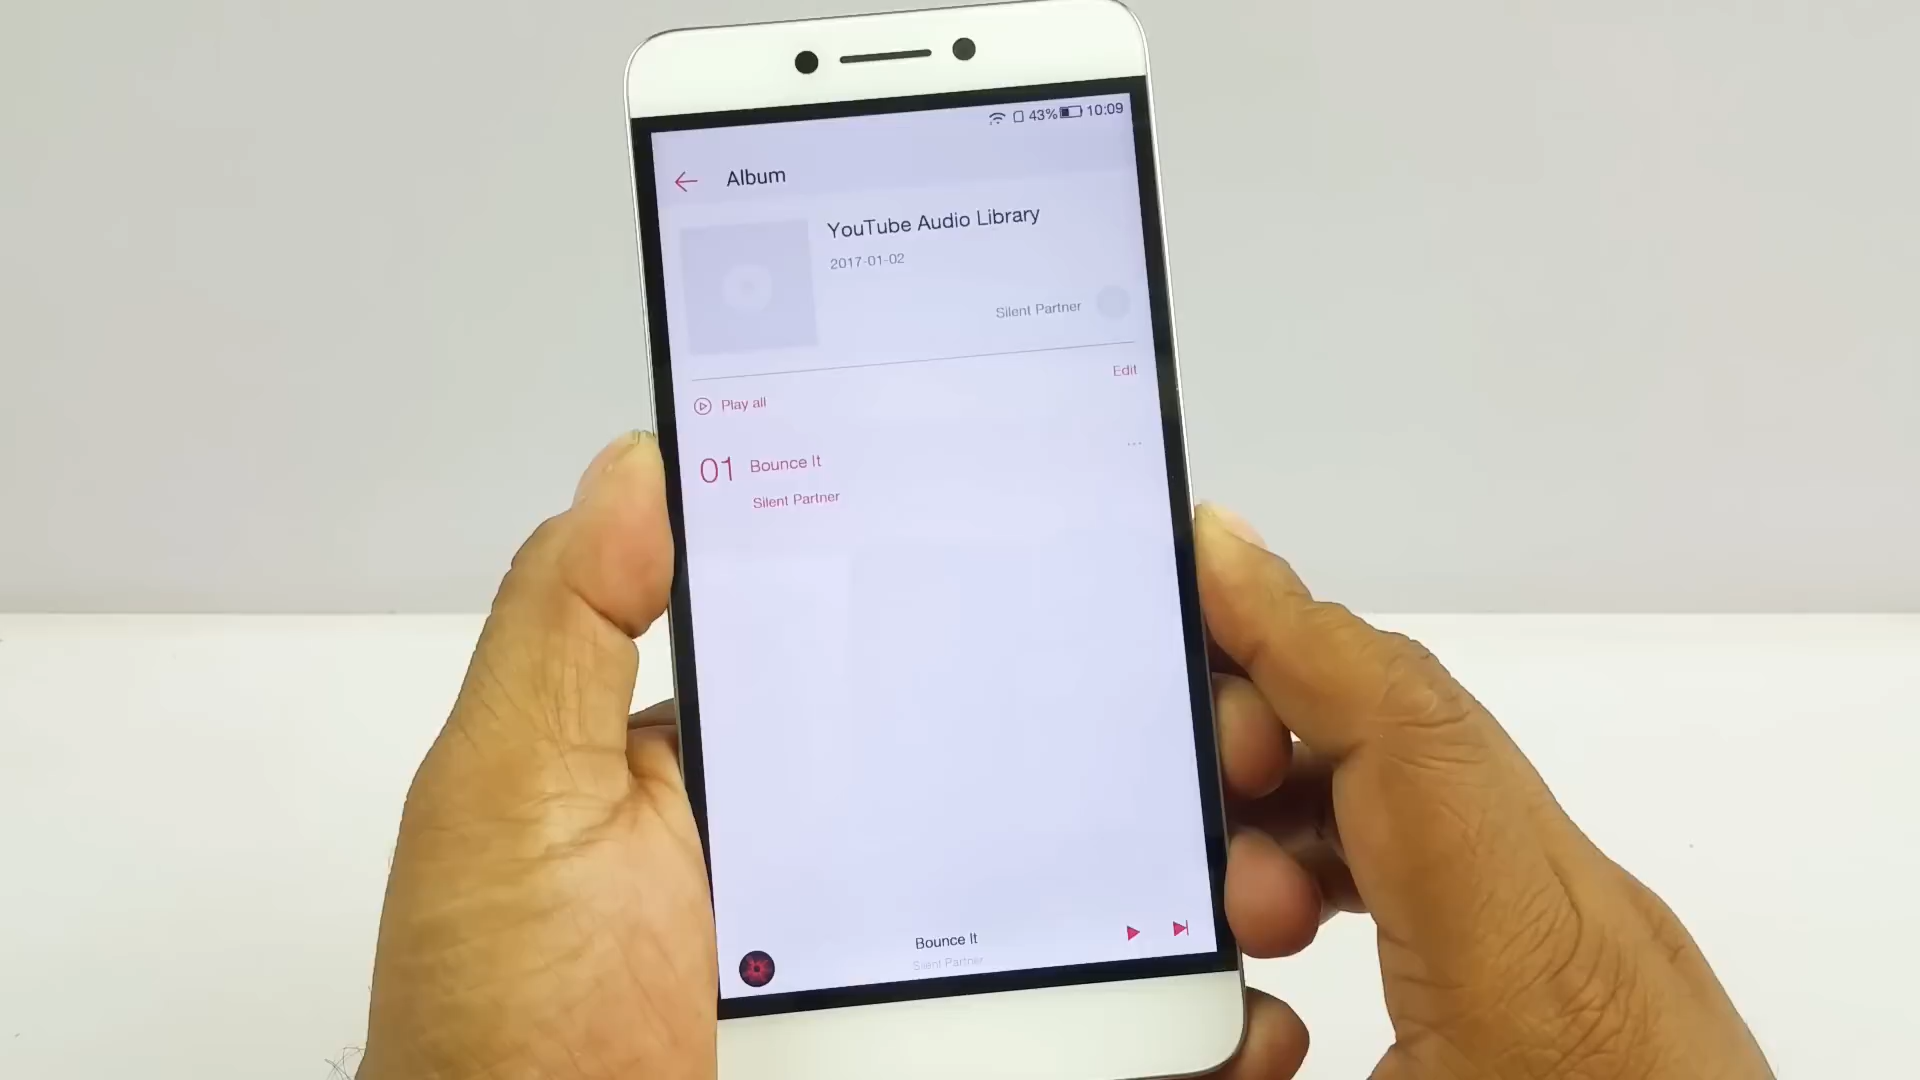 43% 10:09
Album
YouTube Audio Library
2017-01-02
Silent Partner
Edit
Play all
01 Bounce It
Silent Partner
Bounce It
Silent Partner